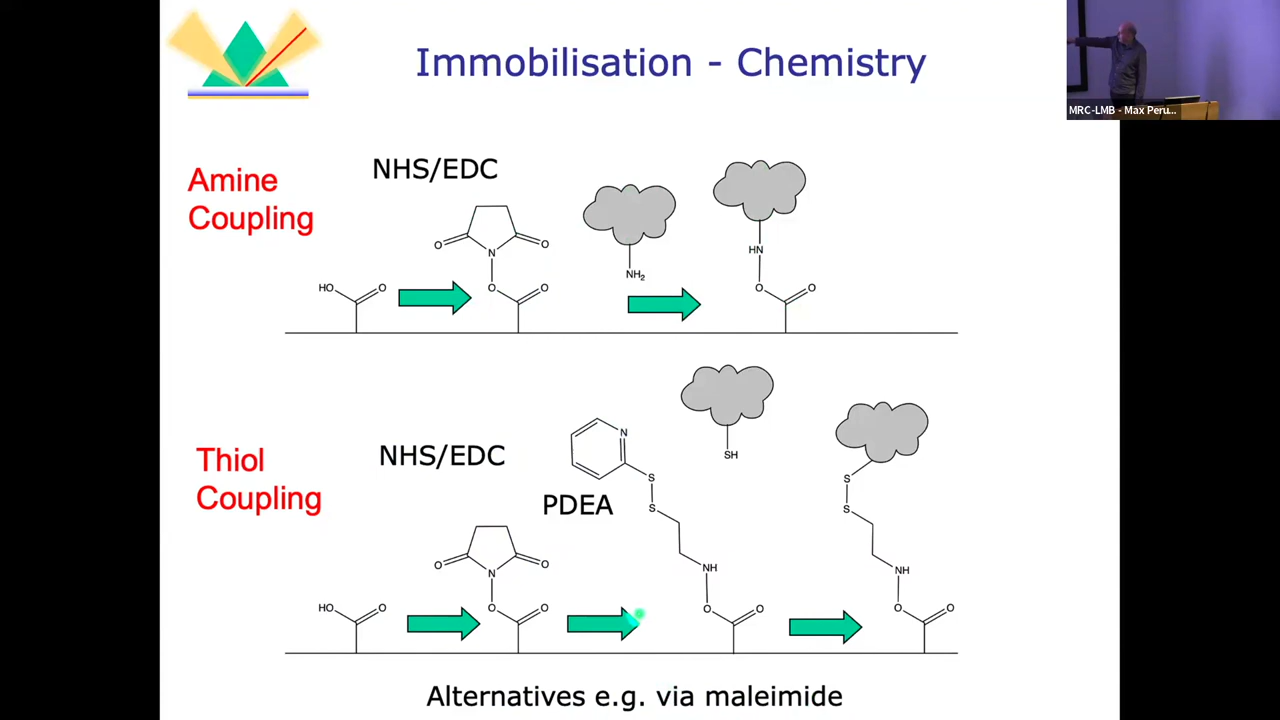 Immobilisation - Chemistry
MRC-LMB - Max Peru...
Amine
Coupling
NHS/EDC
O
O
N
NH₂
HN
HO
O
O
O
O
O
Thiol
Coupling
NHS/EDC
PDEA
N
S
S
SH
S
S
O
O
N
NH
NH
HO
O
O
O
O
O
O
O
Alternatives e.g. via maleimide